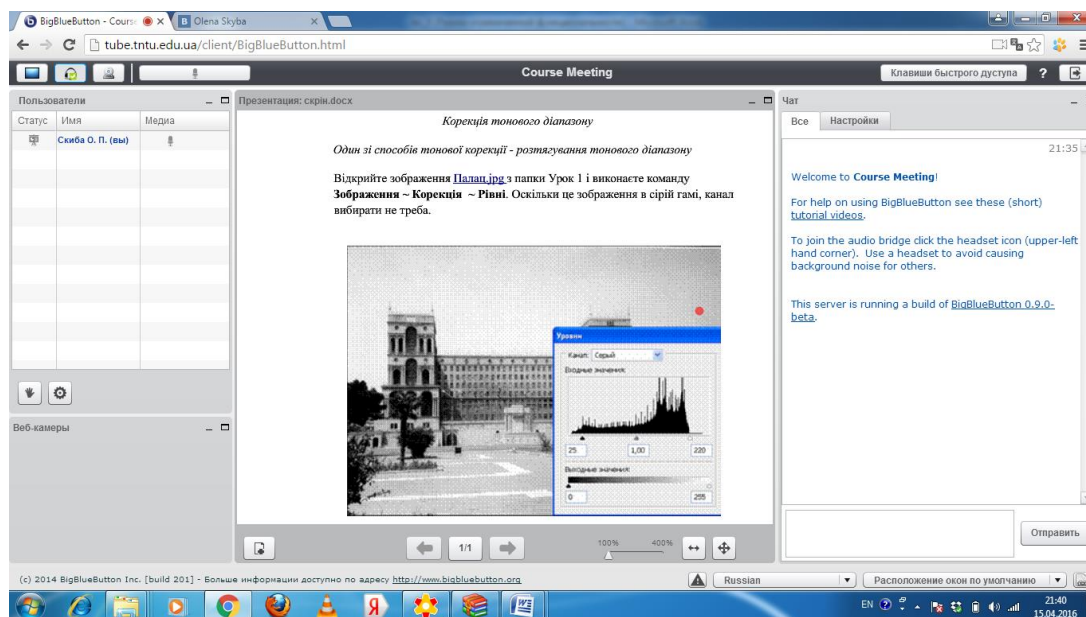 BigBlueButton - Course
Olena Skyba
tube.tntu.edu.ua/client/BigBlueButton.html
Course Meeting
Клавиши быстрого дуступа
?
Пользователи
Статус Имя Медиа
Скиба О. П. (вы)
Веб-камеры
Презентация: скрін.docx
Корекція тонового діапазону
Один зі способів тонової корекції - розтягування тонового діапазону
Відкрийте зображення Палац.jpg з папки Урок 1 і виконаєте команду
Зображення ~ Корекція ~ Рівні. Оскільки це зображення в сірій гамі, канал
вибирати не треба.
Уровни
Канал: Серый
Входные значения:
25 1,00 220
Выходные значения:
0 255
1/1
100% 400%
Чат
Все Настройки
21:35
Welcome to Course Meeting!
For help on using BigBlueButton see these (short)
tutorial videos.
To join the audio bridge click the headset icon (upper-left
hand corner). Use a headset to avoid causing
background noise for others.
This server is running a build of BigBlueButton 0.9.0-
beta.
Отправить
(c) 2014 BigBlueButton Inc. [build 201] - Больше информации доступно по адресу http://www.bigbluebutton.org
Russian
Расположение окон по умолчанию
EN
21:40
15.04.2016